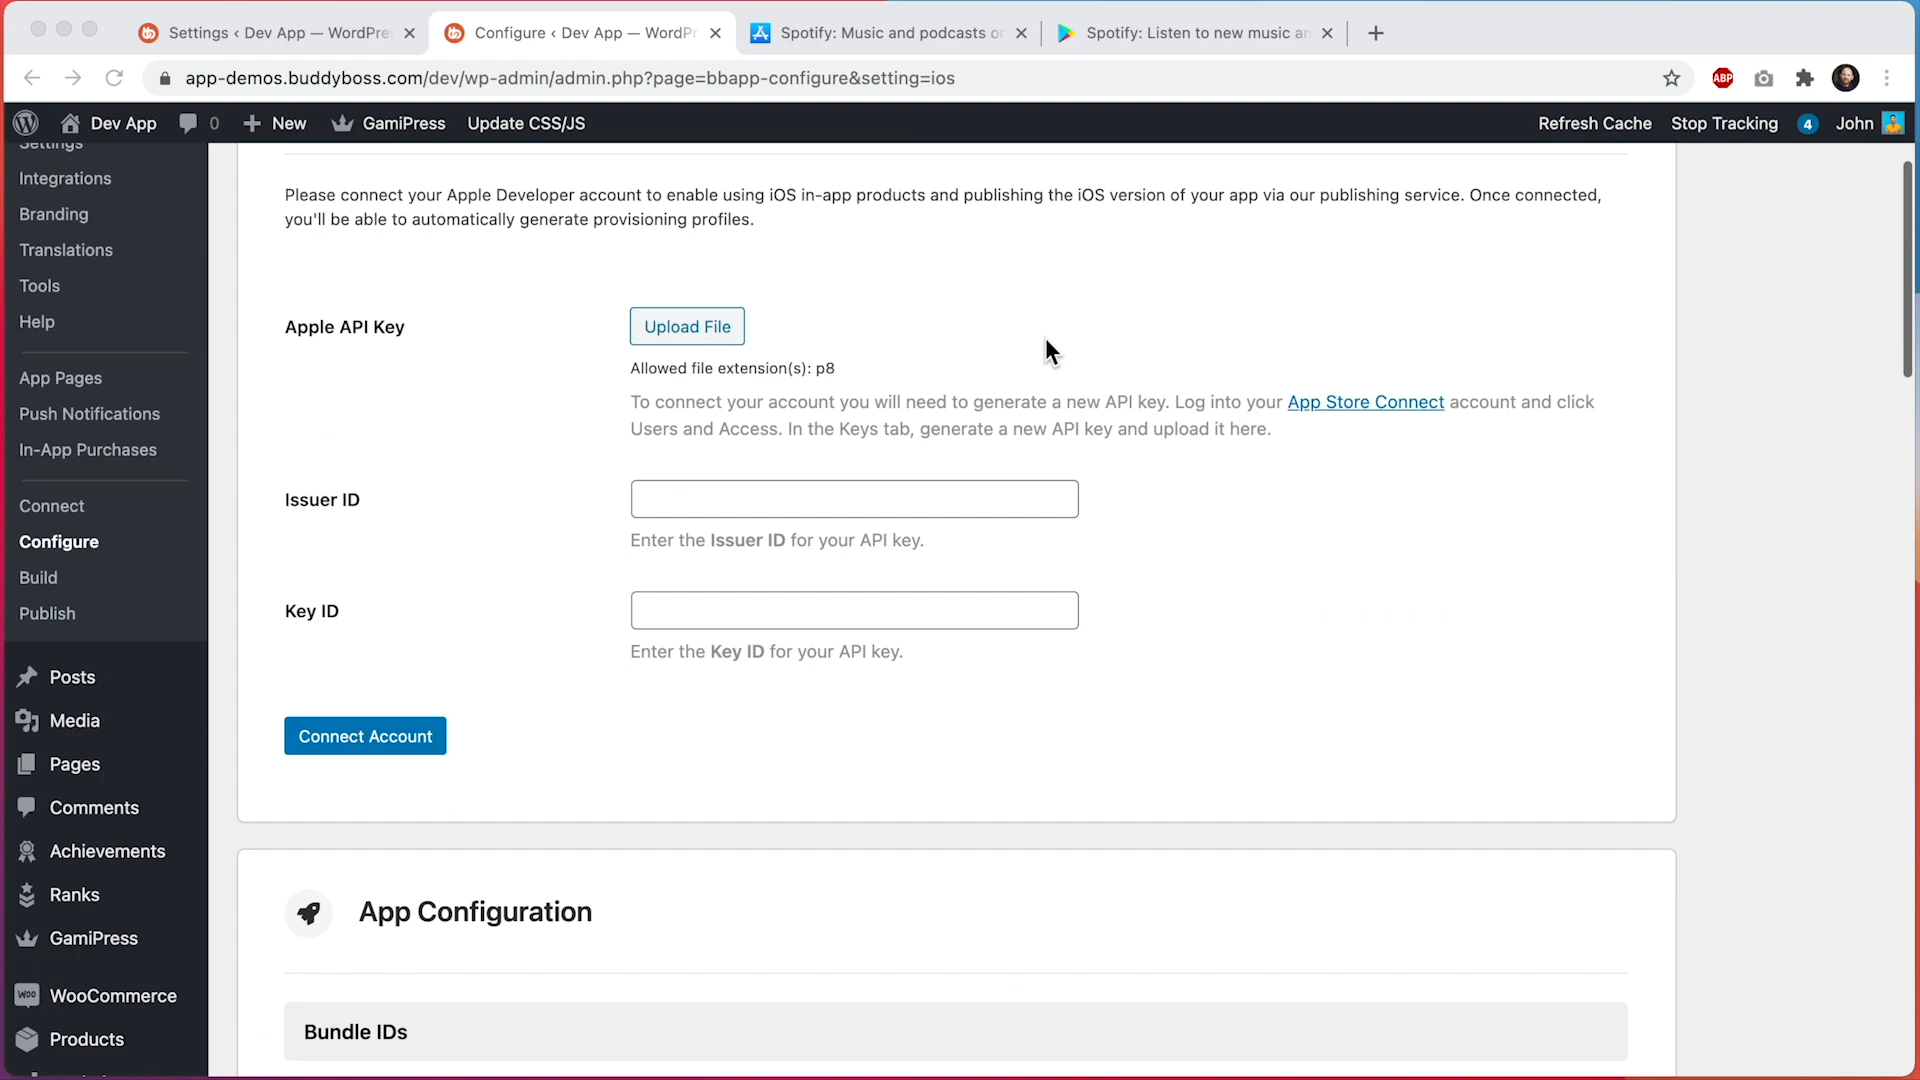 Settings ‹ Dev App — WordPre
Configure ‹ Dev App — WordP
Spotify: Music and podcasts o
Spotify: Listen to new music a
app-demos.buddyboss.com/dev/wp-admin/admin.php?page=bbapp-configure&setting=ios
ABP
Dev App
0
New
GamiPress
Update CSS/JS
Refresh Cache
Stop Tracking
4
John
Settings
Integrations
Branding
Translations
Tools
Help
App Pages
Push Notifications
In-App Purchases
Connect
Configure
Build
Publish
Posts
Media
Pages
Comments
Achievements
Ranks
GamiPress
Woo
WooCommerce
Products
Please connect your Apple Developer account to enable using iOS in-app products and publishing the iOS version of your app via our publishing service. Once connected,
you'll be able to automatically generate provisioning profiles.
Apple API Key
Upload File
Allowed file extension(s): p8
To connect your account you will need to generate a new API key. Log into your App Store Connect account and click
Users and Access. In the Keys tab, generate a new API key and upload it here.
Issuer ID
Enter the Issuer ID for your API key.
Key ID
Enter the Key ID for your API key.
Connect Account
App Configuration
Bundle IDs